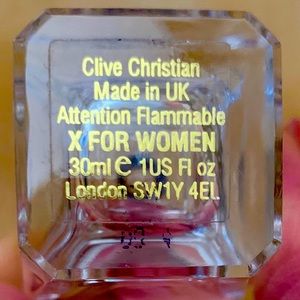 Clive Christian
Made in UK
Attention Flammable
X FOR WOMEN
30ml e 1US Fl oz
London SW1Y 4EL